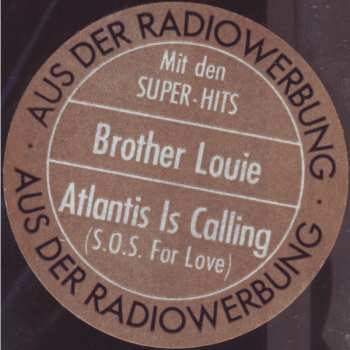 · AUS DER RADIOWERBUNG ·
Mit den
SUPER-HITS
Brother Louie
Atlantis Is Calling
(S.O.S. For Love)
AUS DER RADIOWERBUNG